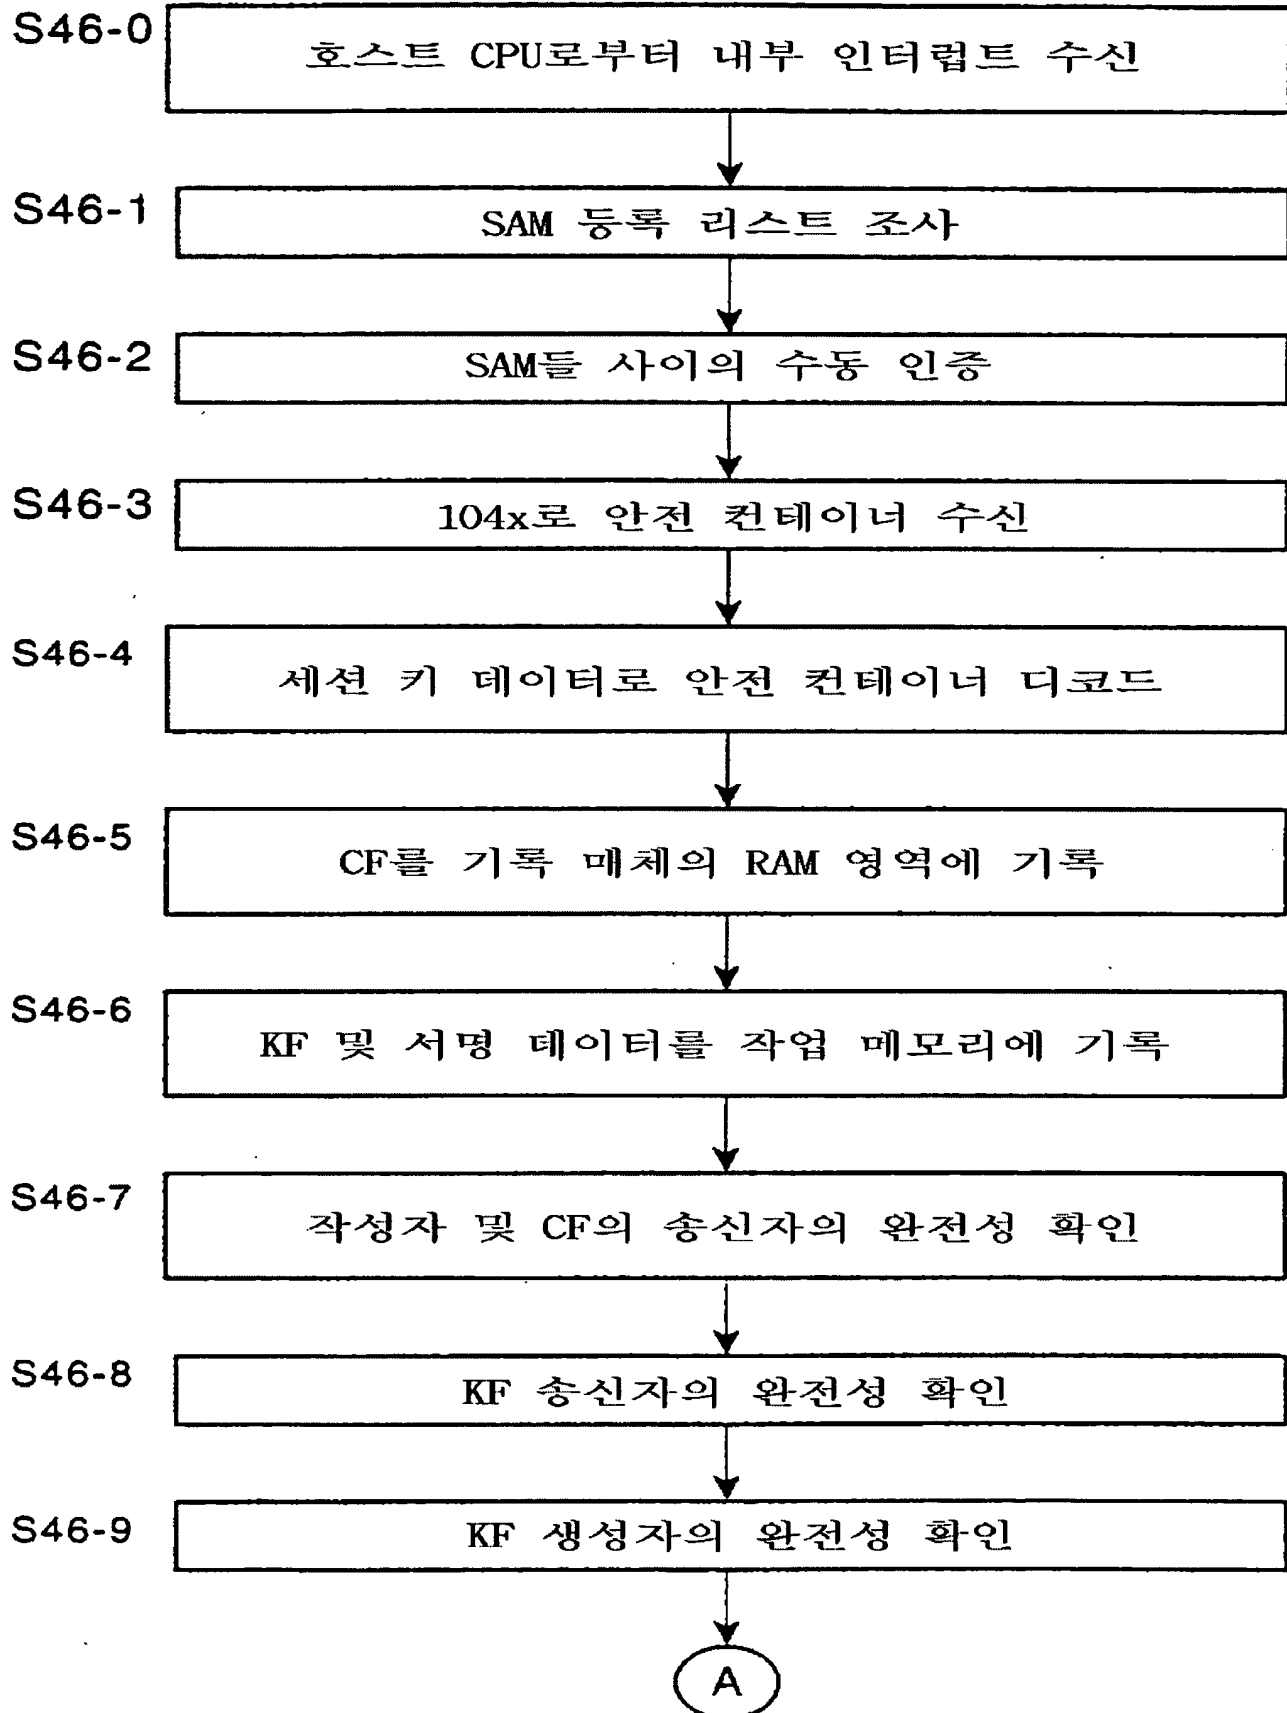 S46-0
호스트 CPU로부터 내부 인터럽트 수신
S46-1
SAM 등록 리스트 조사
S46-2
SAM들 사이의 수동 인증
S46-3
104x로 안전 컨테이너 수신
S46-4
세션 키 데이터로 안전 컨테이너 디코드
S46-5
CF를 기록 매체의 RAM 영역에 기록
S46-6
KF 및 서명 데이터를 작업 메모리에 기록
S46-7
작성자 및 CF의 송신자의 완전성 확인
S46-8
KF 송신자의 완전성 확인
S46-9
KF 생성자의 완전성 확인
A